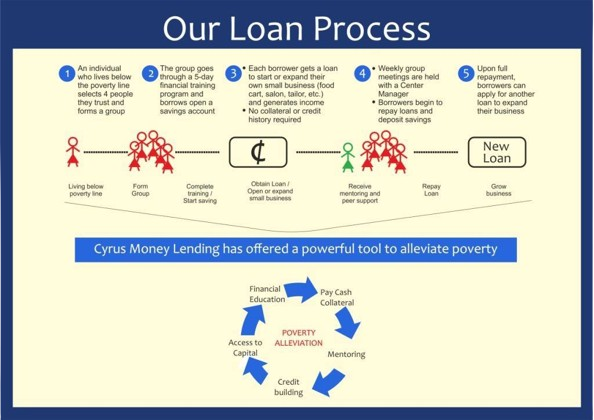 Our Loan Process
1
An individual
who lives below
the poverty line
selects 4 people
they trust and
forms a group
2
The group goes
through a 5-day
financial training
program and
borrows open a
savings account
3
• Each borrower gets a loan
to start or expand their
own small business (food
cart, salon, tailor, etc.)
and generates income
• No collateral or credit
history required
4
• Weekly group
meetings are held
with a Center
Manager
• Borrowers begin to
repay loans and
deposit savings
5
Upon full
repayment,
borrowers can
apply for another
loan to expand
their business
¢
New
Loan
Living below
poverty line
Form
Group
Complete
training /
Start saving
Obtain Loan /
Open or expand
small business
Receive
mentoring and
peer support
Repay
Loan
Grow
business
Cyrus Money Lending has offered a powerful tool to alleviate poverty
Financial
Education
Pay Cash
Collateral
Mentoring
Credit
building
Access to
Capital
POVERTY
ALLEVIATION